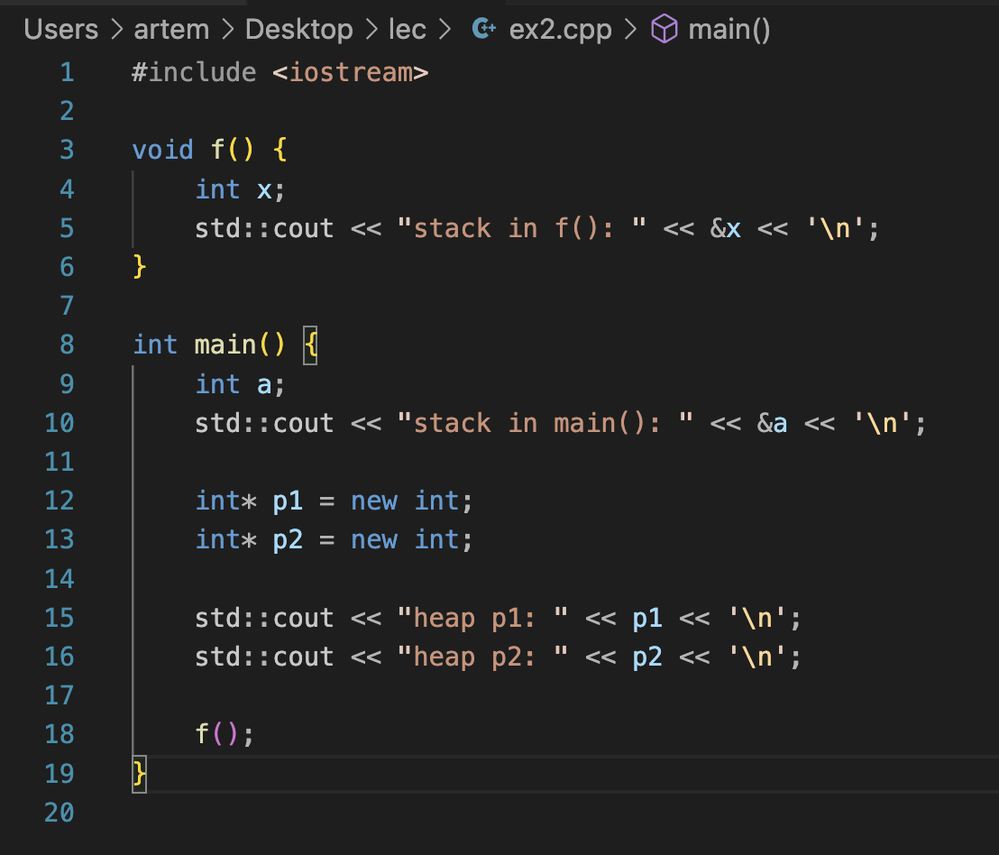 Users > artem > Desktop > lec > C++ ex2.cpp > main()
1 #include <iostream>
2
3 void f() {
4     int x;
5     std::cout << "stack in f(): " << &x << '\n';
6 }
7
8 int main() {
9     int a;
10     std::cout << "stack in main(): " << &a << '\n';
11
12     int* p1 = new int;
13     int* p2 = new int;
14
15     std::cout << "heap p1: " << p1 << '\n';
16     std::cout << "heap p2: " << p2 << '\n';
17
18     f();
19 }
20